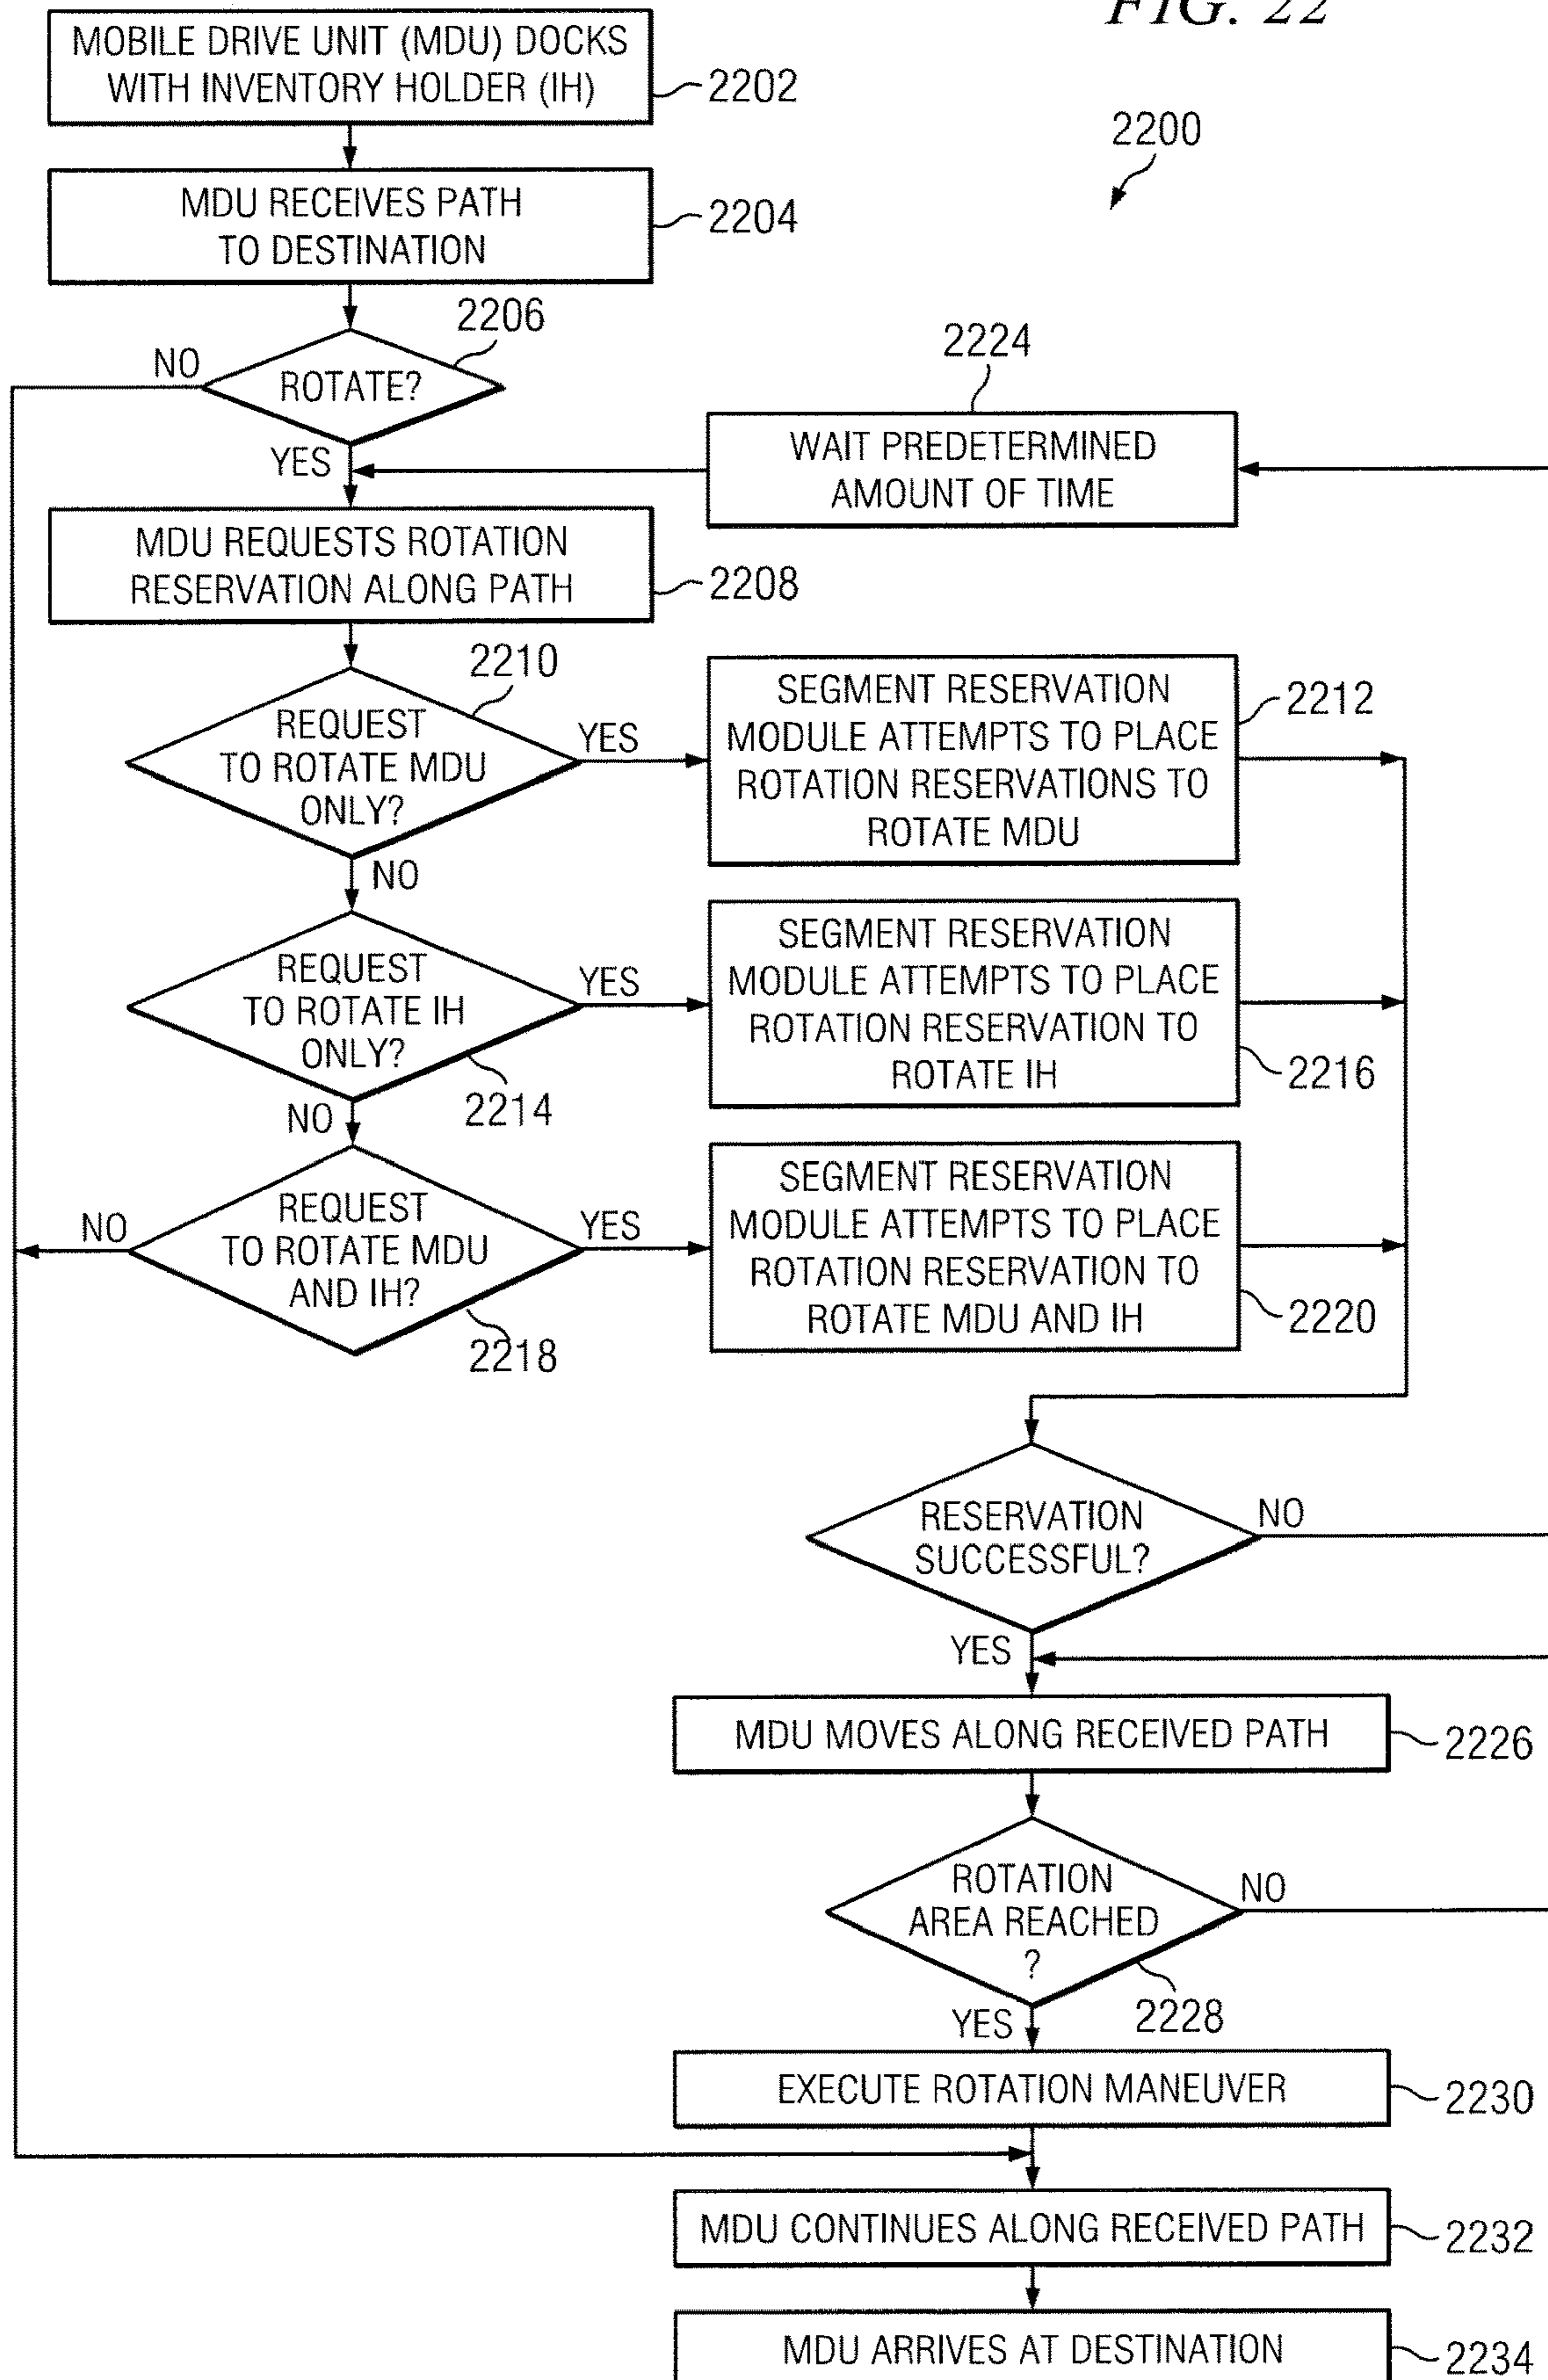 FIG. 22
MOBILE DRIVE UNIT (MDU) DOCKS
WITH INVENTORY HOLDER (IH)
2202
2200
MDU RECEIVES PATH
TO DESTINATION
2204
2206
NO
ROTATE?
YES
2224
WAIT PREDETERMINED
AMOUNT OF TIME
MDU REQUESTS ROTATION
RESERVATION ALONG PATH
2208
2210
REQUEST
TO ROTATE MDU
ONLY?
YES
NO
SEGMENT RESERVATION
MODULE ATTEMPTS TO PLACE
ROTATION RESERVATIONS TO
ROTATE MDU
2212
REQUEST
TO ROTATE IH
ONLY?
YES
2214
NO
SEGMENT RESERVATION
MODULE ATTEMPTS TO PLACE
ROTATION RESERVATION TO
ROTATE IH
2216
NO
REQUEST
TO ROTATE MDU
AND IH?
YES
2218
SEGMENT RESERVATION
MODULE ATTEMPTS TO PLACE
ROTATION RESERVATION TO
ROTATE MDU AND IH
2220
RESERVATION
SUCCESSFUL?
NO
YES
MDU MOVES ALONG RECEIVED PATH
2226
ROTATION
AREA REACHED
?
NO
2228
YES
EXECUTE ROTATION MANEUVER
2230
MDU CONTINUES ALONG RECEIVED PATH
2232
MDU ARRIVES AT DESTINATION
2234